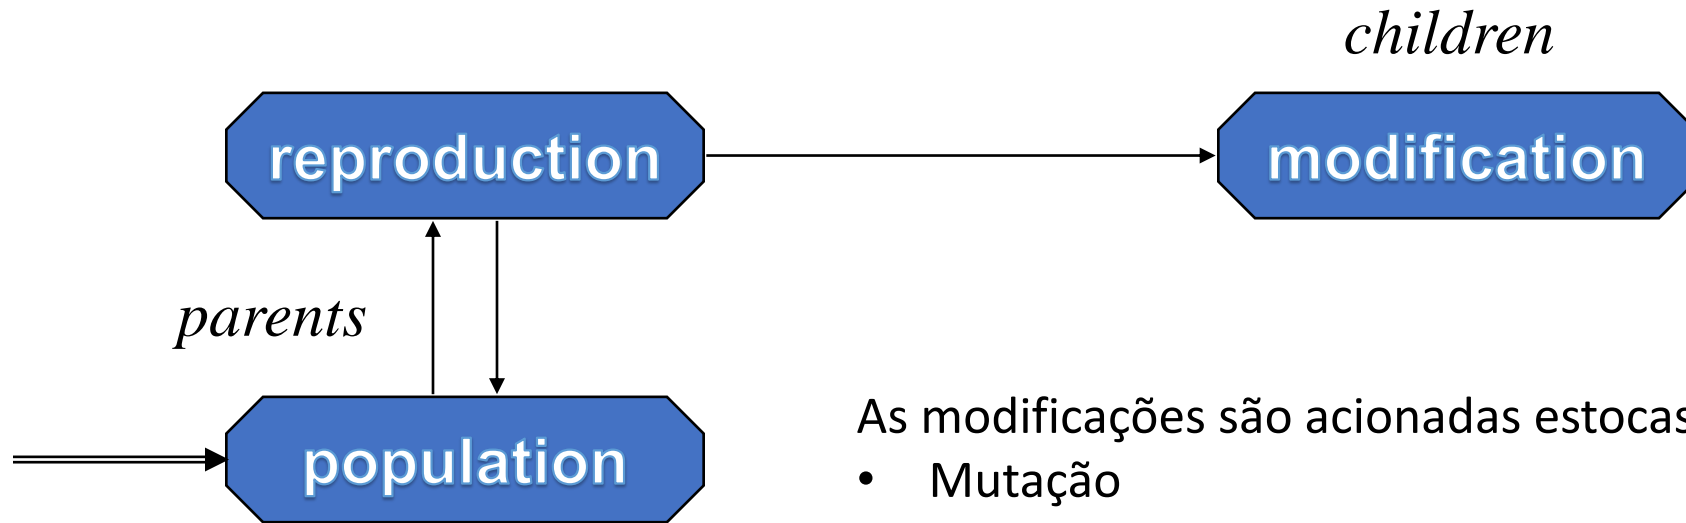 children
reproduction
modification
parents
As modificações são acionadas estocas
population
• Mutação